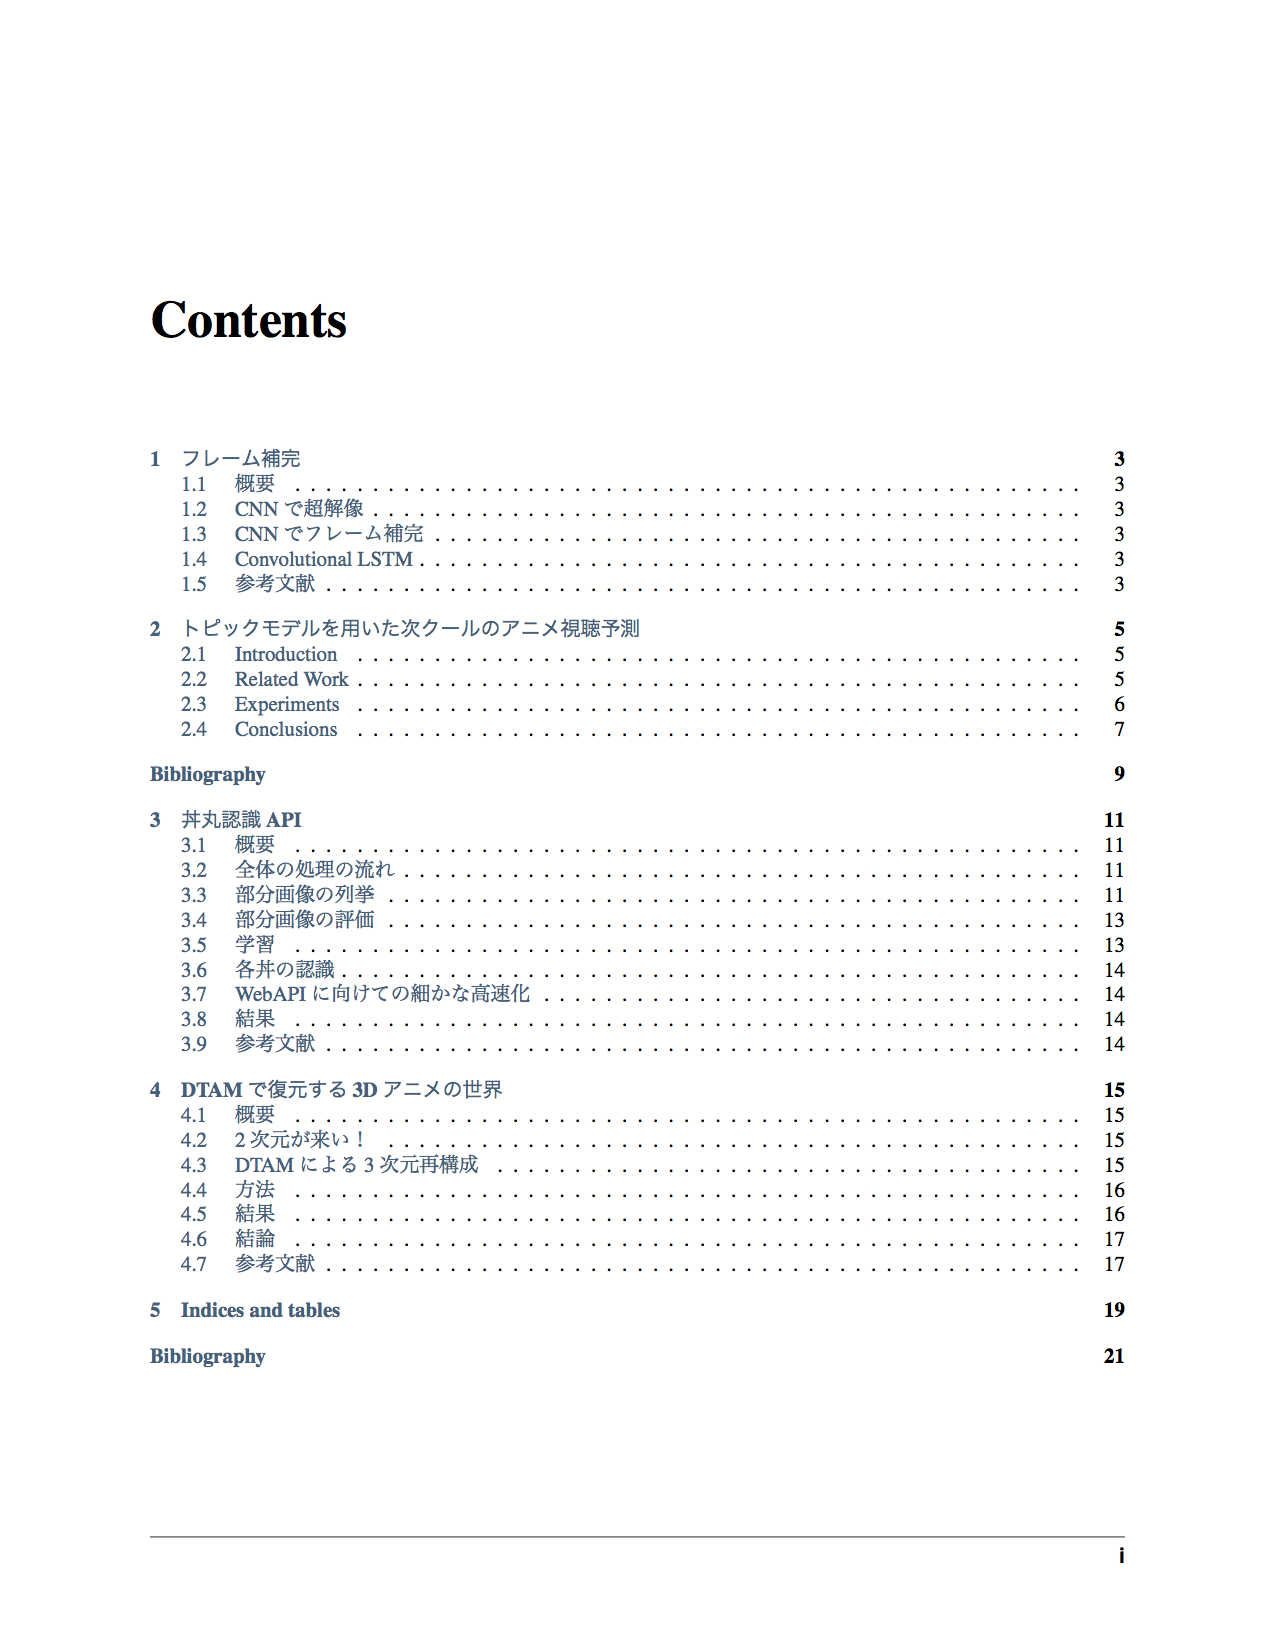 Contents
1 フレーム補完 3
1.1 概要 . . . . . . . . . . . . . . . . . . . . . . . . . . . . . . . . . . . . . . . . . . . . . . . . . . . 3
1.2 CNN で超解像 . . . . . . . . . . . . . . . . . . . . . . . . . . . . . . . . . . . . . . . . . . . . . . 3
1.3 CNN でフレーム補完 . . . . . . . . . . . . . . . . . . . . . . . . . . . . . . . . . . . . . . . . . . 3
1.4 Convolutional LSTM . . . . . . . . . . . . . . . . . . . . . . . . . . . . . . . . . . . . . . . . . . . 3
1.5 参考文献 . . . . . . . . . . . . . . . . . . . . . . . . . . . . . . . . . . . . . . . . . . . . . . . . . 3
2 トピックモデルを用いた次クールのアニメ視聴予測 5
2.1 Introduction . . . . . . . . . . . . . . . . . . . . . . . . . . . . . . . . . . . . . . . . . . . . . . . 5
2.2 Related Work . . . . . . . . . . . . . . . . . . . . . . . . . . . . . . . . . . . . . . . . . . . . . . . 5
2.3 Experiments . . . . . . . . . . . . . . . . . . . . . . . . . . . . . . . . . . . . . . . . . . . . . . . 6
2.4 Conclusions . . . . . . . . . . . . . . . . . . . . . . . . . . . . . . . . . . . . . . . . . . . . . . . 7
Bibliography 9
3 丼丸認識 API 11
3.1 概要 . . . . . . . . . . . . . . . . . . . . . . . . . . . . . . . . . . . . . . . . . . . . . . . . . . . 11
3.2 全体の処理の流れ . . . . . . . . . . . . . . . . . . . . . . . . . . . . . . . . . . . . . . . . . . . . 11
3.3 部分画像の列挙 . . . . . . . . . . . . . . . . . . . . . . . . . . . . . . . . . . . . . . . . . . . . . 11
3.4 部分画像の評価 . . . . . . . . . . . . . . . . . . . . . . . . . . . . . . . . . . . . . . . . . . . . . 13
3.5 学習 . . . . . . . . . . . . . . . . . . . . . . . . . . . . . . . . . . . . . . . . . . . . . . . . . . . 13
3.6 各丼の認識 . . . . . . . . . . . . . . . . . . . . . . . . . . . . . . . . . . . . . . . . . . . . . . . . 14
3.7 WebAPI に向けての細かな高速化 . . . . . . . . . . . . . . . . . . . . . . . . . . . . . . . . . . . 14
3.8 結果 . . . . . . . . . . . . . . . . . . . . . . . . . . . . . . . . . . . . . . . . . . . . . . . . . . . 14
3.9 参考文献 . . . . . . . . . . . . . . . . . . . . . . . . . . . . . . . . . . . . . . . . . . . . . . . . . 14
4 DTAM で復元する 3D アニメの世界 15
4.1 概要 . . . . . . . . . . . . . . . . . . . . . . . . . . . . . . . . . . . . . . . . . . . . . . . . . . . 15
4.2 2 次元が来い！ . . . . . . . . . . . . . . . . . . . . . . . . . . . . . . . . . . . . . . . . . . . . . 15
4.3 DTAM による 3 次元再構成 . . . . . . . . . . . . . . . . . . . . . . . . . . . . . . . . . . . . . . 15
4.4 方法 . . . . . . . . . . . . . . . . . . . . . . . . . . . . . . . . . . . . . . . . . . . . . . . . . . . 16
4.5 結果 . . . . . . . . . . . . . . . . . . . . . . . . . . . . . . . . . . . . . . . . . . . . . . . . . . . 16
4.6 結論 . . . . . . . . . . . . . . . . . . . . . . . . . . . . . . . . . . . . . . . . . . . . . . . . . . . 17
4.7 参考文献 . . . . . . . . . . . . . . . . . . . . . . . . . . . . . . . . . . . . . . . . . . . . . . . . . 17
5 Indices and tables 19
Bibliography 21
i